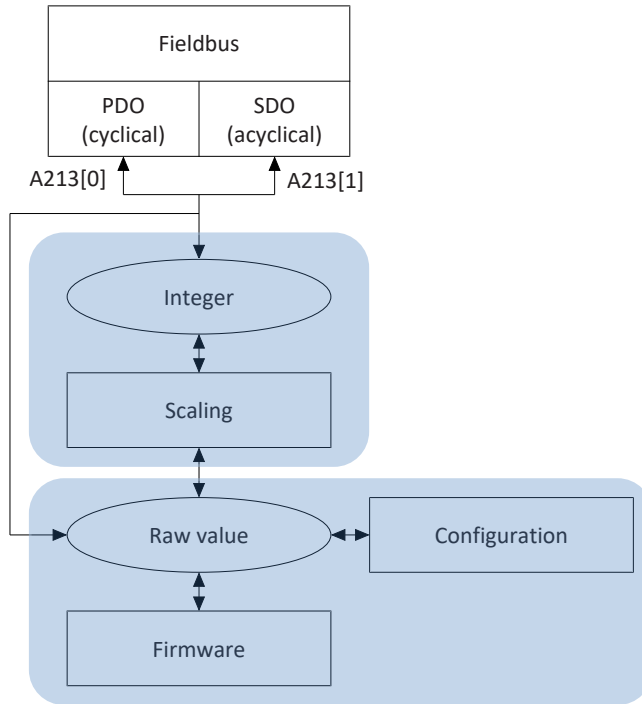 Fieldbus
PDO
(cyclical)
SDO
(acyclical)
A213[0]
A213[1]
Integer
Scaling
Raw value
Configuration
Firmware